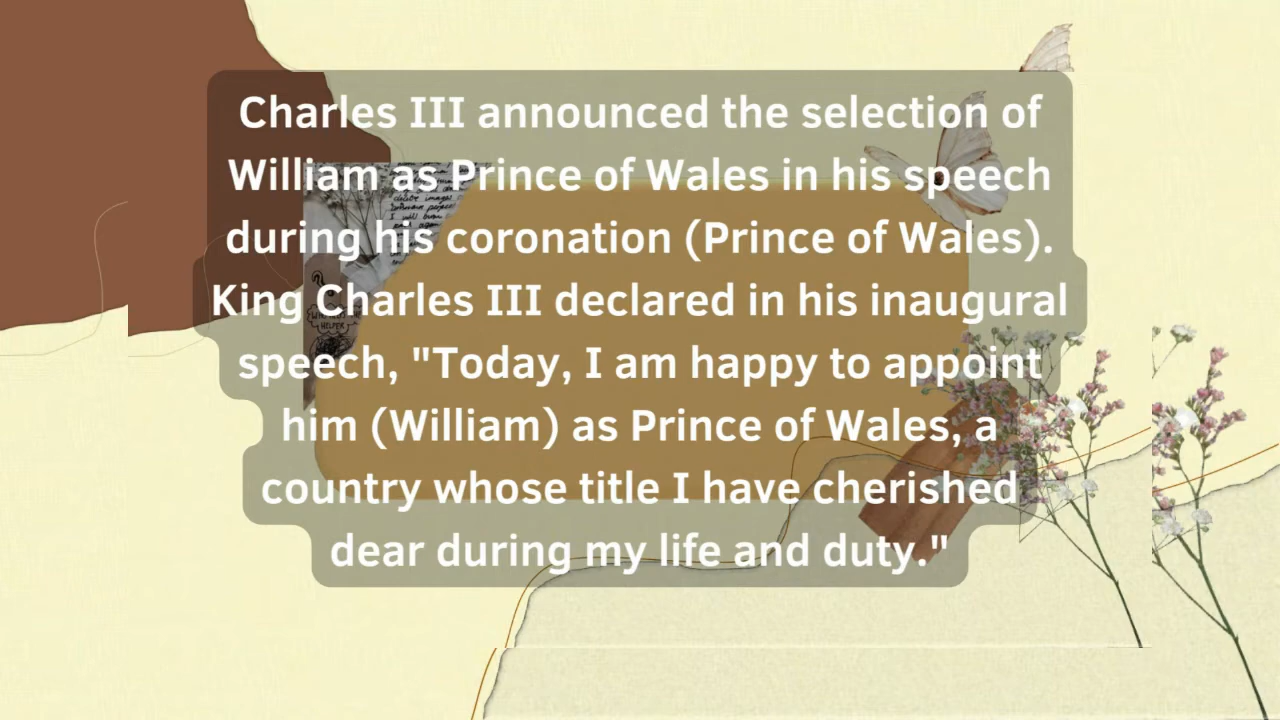 Charles III announced the selection of
William as Prince of Wales in his speech
during his coronation (Prince of Wales).
King Charles III declared in his inaugural
speech, "Today, I am happy to appoint
him (William) as Prince of Wales, a
country whose title I have cherished
dear during my life and duty."
HELPER